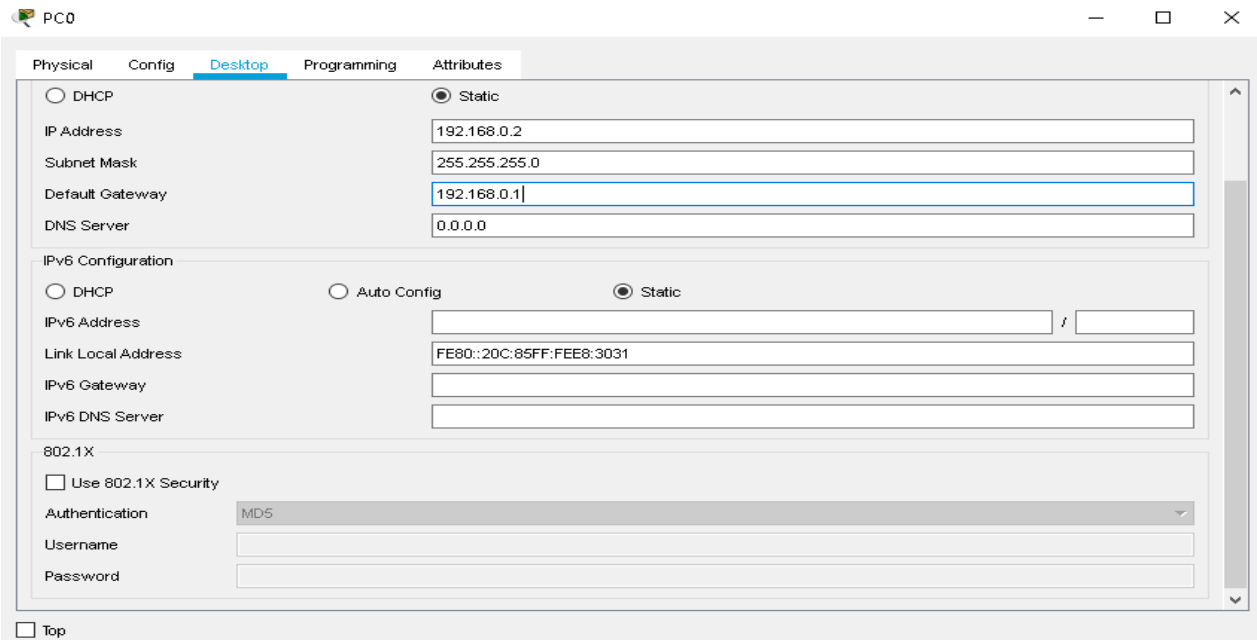 PC0
Physical Config Desktop Programming Attributes
DHCP Static
IP Address 192.168.0.2
Subnet Mask 255.255.255.0
Default Gateway 192.168.0.1
DNS Server 0.0.0.0
IPv6 Configuration
DHCP Auto Config Static
IPv6 Address /
Link Local Address FE80::20C:85FF:FEE8:3031
IPv6 Gateway
IPv6 DNS Server
802.1X
Use 802.1X Security
Authentication MD5
Username
Password
Top